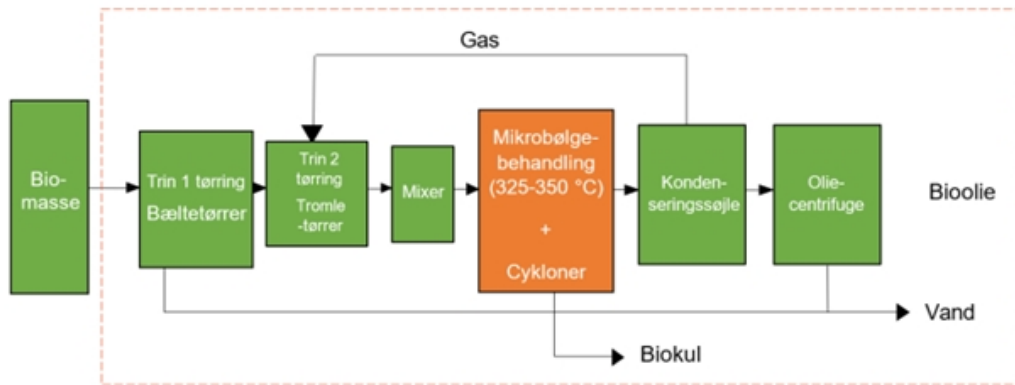 Gas
Bio-
masse
Trin 1 tørring
Bæltetørrer
Trin 2
tørring
Tromle
-tørrer
Mixer
Mikrobølge-
behandling
(325-350 °C)
+
Cykloner
Konden-
seringssøjle
Olie-
centrifuge
Bioolie
Vand
Biokul